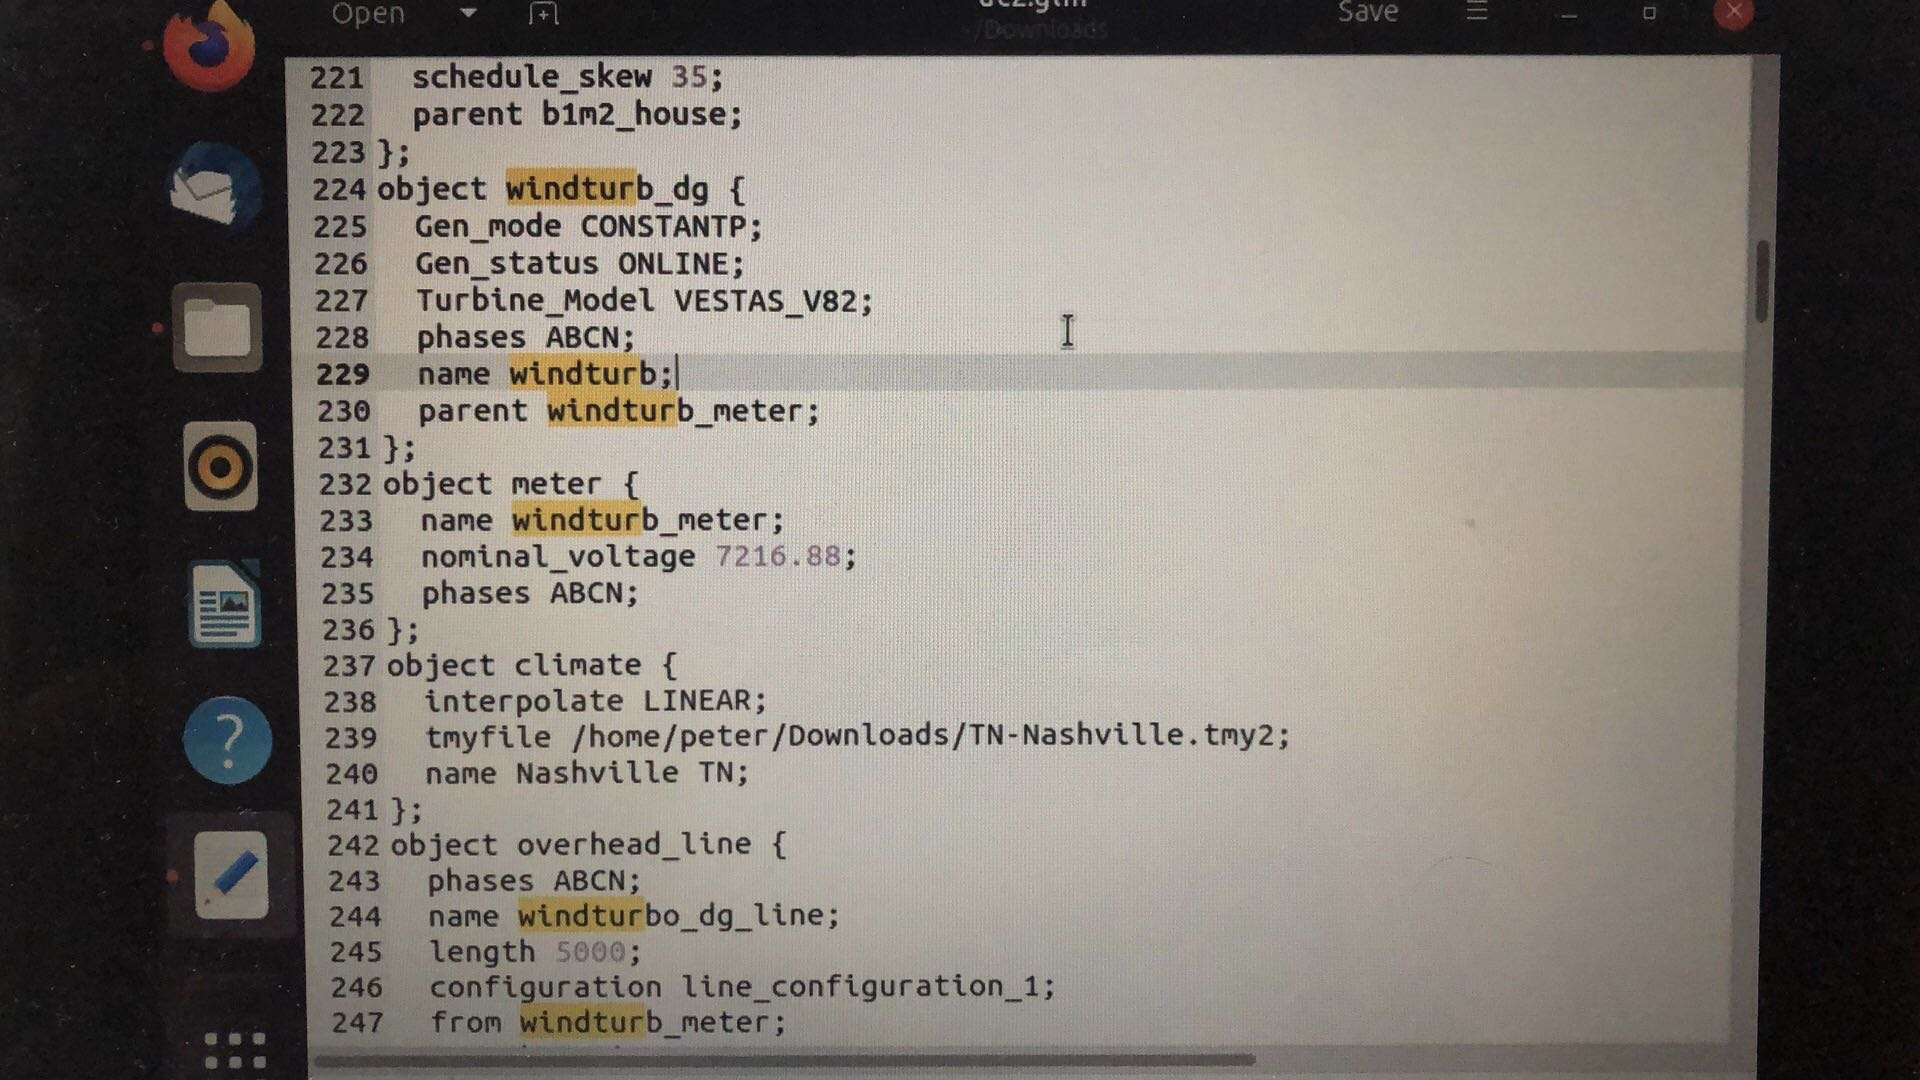 Open
Save
~/Downloads
221 schedule_skew 35;
222 parent b1m2_house;
223 };
224 object windturb_dg {
225 Gen_mode CONSTANTP;
226 Gen_status ONLINE;
227 Turbine_Model VESTAS_V82;
228 phases ABCN;
229 name windturb;
230 parent windturb_meter;
231 };
232 object meter {
233 name windturb_meter;
234 nominal_voltage 7216.88;
235 phases ABCN;
236 };
237 object climate {
238 interpolate LINEAR;
239 tmyfile /home/peter/Downloads/TN-Nashville.tmy2;
240 name Nashville TN;
241 };
242 object overhead_line {
243 phases ABCN;
244 name windturbo_dg_line;
245 length 5000;
246 configuration line_configuration_1;
247 from windturb_meter;